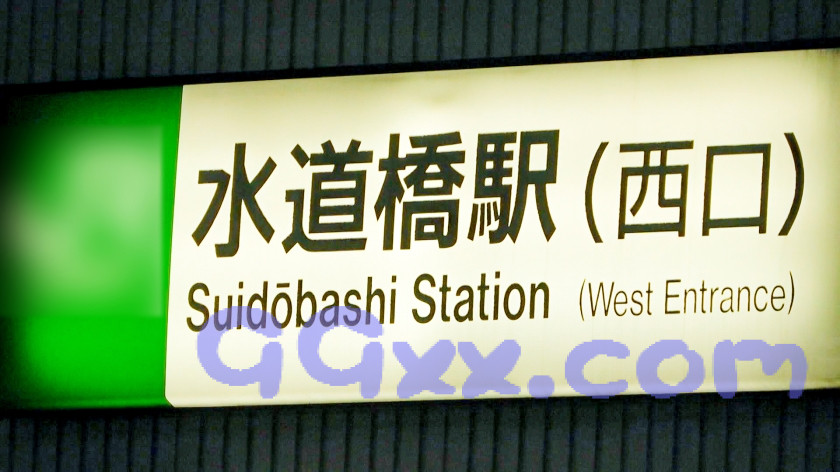 水道橋駅(西口)
Suidōbashi Station (West Entrance)
GGxx.com